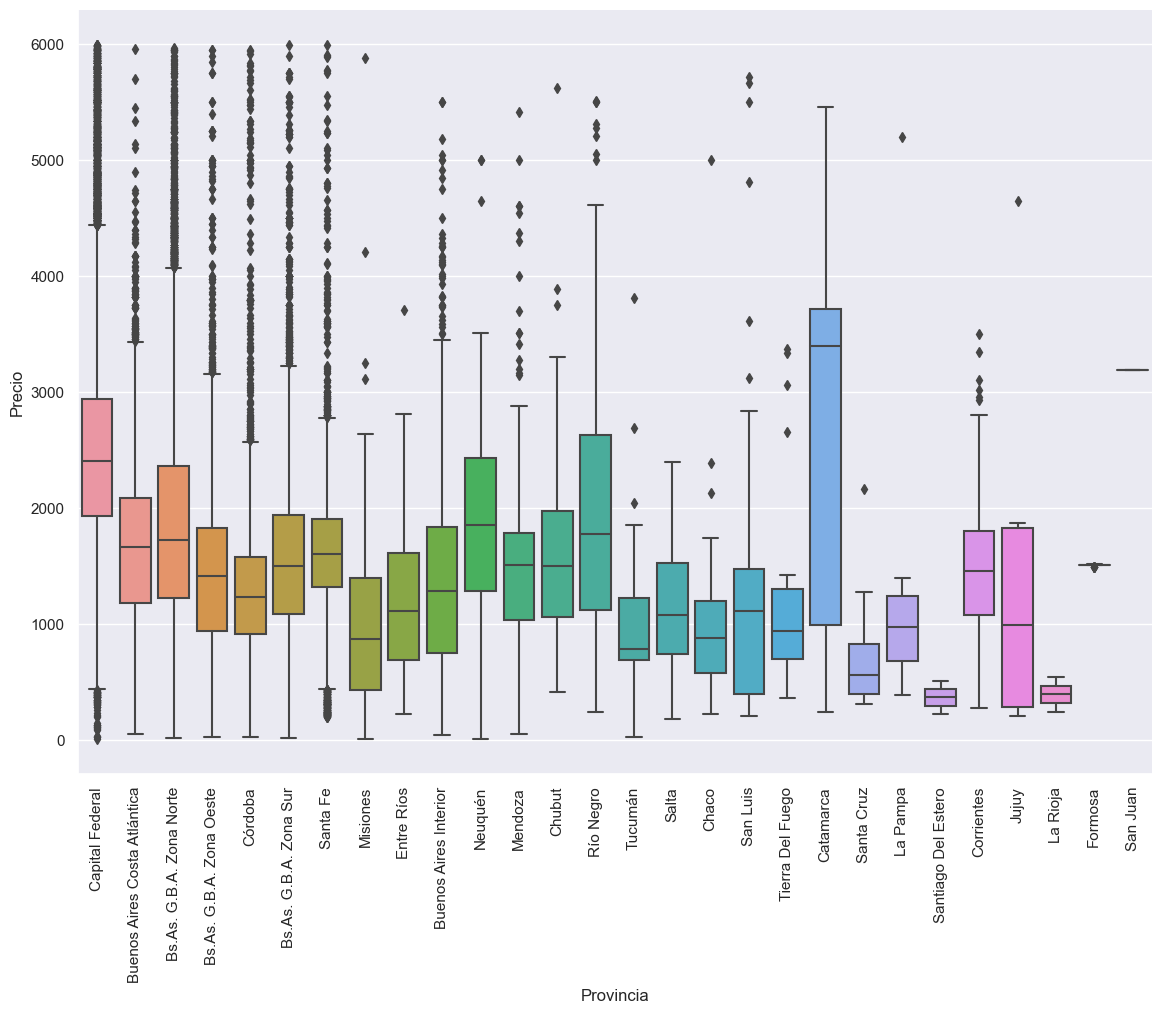 6000
5000
4000
3000
2000
1000
0
Precio
Capital Federal
Buenos Aires Costa Atlántica
Bs.As. G.B.A. Zona Norte
Bs.As. G.B.A. Zona Oeste
Córdoba
Bs.As. G.B.A. Zona Sur
Santa Fe
Misiones
Entre Ríos
Buenos Aires Interior
Neuquén
Mendoza
Chubut
Río Negro
Tucumán
Salta
Chaco
San Luis
Tierra Del Fuego
Catamarca
Santa Cruz
La Pampa
Santiago Del Estero
Corrientes
Jujuy
La Rioja
Formosa
San Juan
Provincia